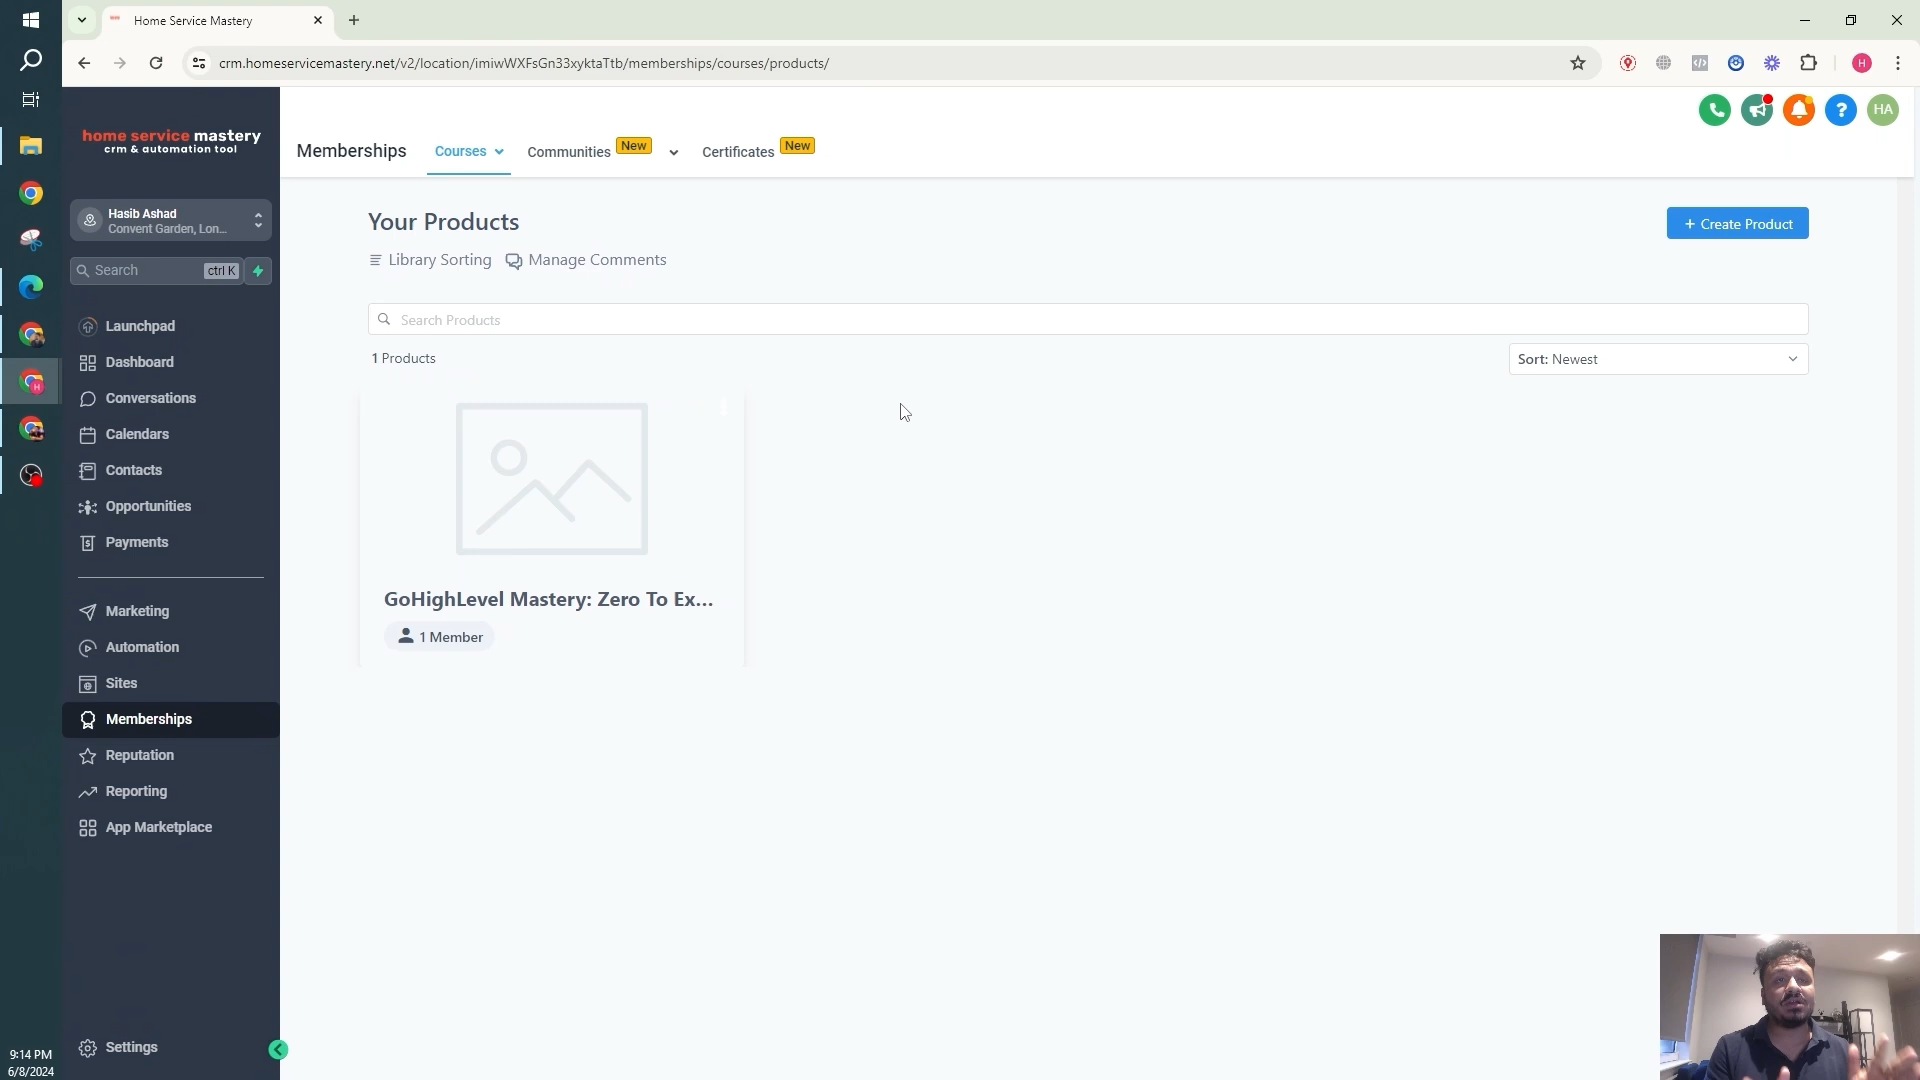 Home Service Mastery
crm.homeservicemastery.net/v2/location/imiwWXFsGn33xyktaTtb/memberships/courses/products/
H
home service mastery
crm & automation tool
HA
Memberships
Courses
Communities
New
Certificates
New
Hasib Ashad
Convent Garden, Lon...
Search
ctrl K
Your Products
+ Create Product
Library Sorting
Manage Comments
Search Products
1 Products
Sort: Newest
GoHighLevel Mastery: Zero To Ex...
1 Member
Launchpad
Dashboard
Conversations
Calendars
Contacts
Opportunities
Payments
Marketing
Automation
Sites
Memberships
Reputation
Reporting
App Marketplace
Settings
9:14 PM
6/8/2024